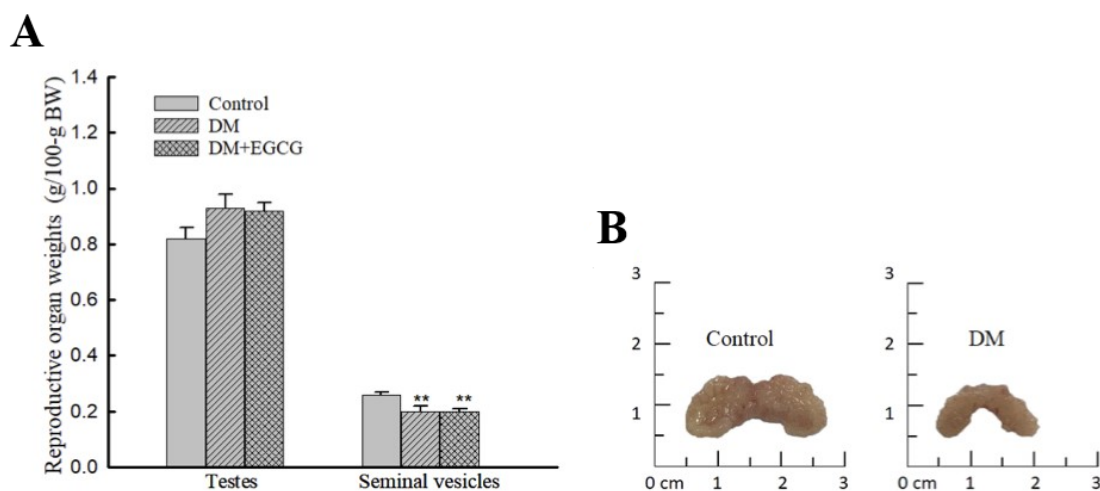 A
Reproductive organ weights (g/100-g BW)
1.4
1.2
1.0
0.8
0.6
0.4
0.2
0.0
Control
DM
DM+EGCG
** **
Testes Seminal vesicles
B
3
2
1
0 cm 1 2 3
Control
3
2
1
0 cm 1 2 3
DM